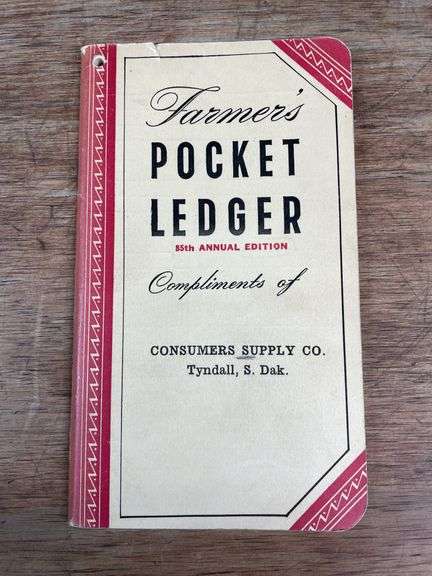 Farmer's
POCKET
LEDGER
85th ANNUAL EDITION
Compliments of
CONSUMERS SUPPLY CO.
Tyndall, S. Dak.